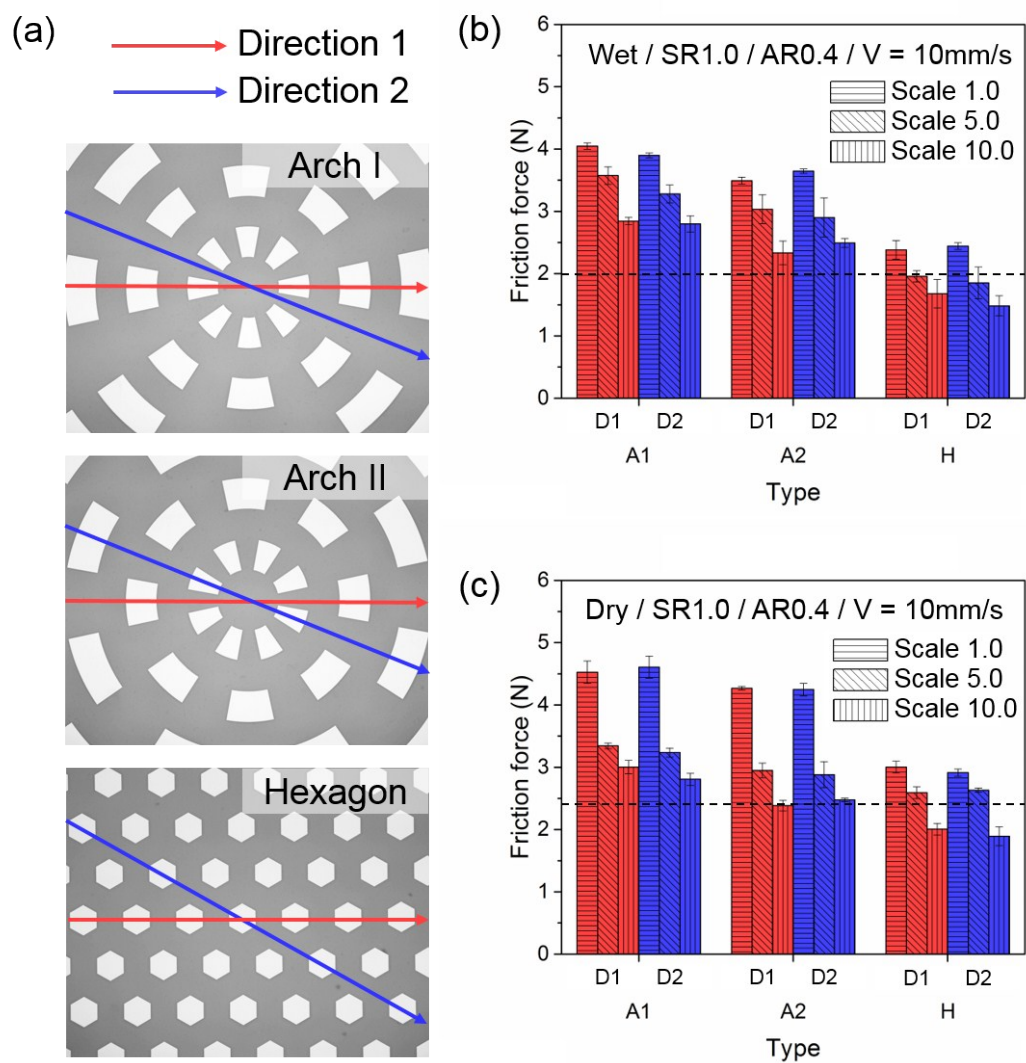 (a)
Direction 1
Direction 2
Arch I
Arch II
Hexagon
(b)
Wet / SR1.0 / AR0.4 / V = 10mm/s
Scale 1.0
Scale 5.0
Scale 10.0
Friction force (N)
6
5
4
3
2
1
0
D1 D2 D1 D2 D1 D2
A1 A2 H
Type
(c)
Dry / SR1.0 / AR0.4 / V = 10mm/s
Scale 1.0
Scale 5.0
Scale 10.0
Friction force (N)
6
5
4
3
2
1
0
D1 D2 D1 D2 D1 D2
A1 A2 H
Type